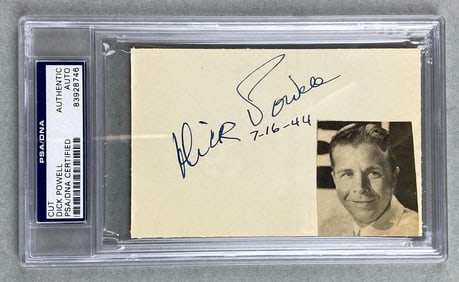 PSA/DNA
CUT
DICK POWELL
PSA/DNA CERTIFIED
AUTHENTIC
AUTO
83928746
Dick Powell
7-16-44